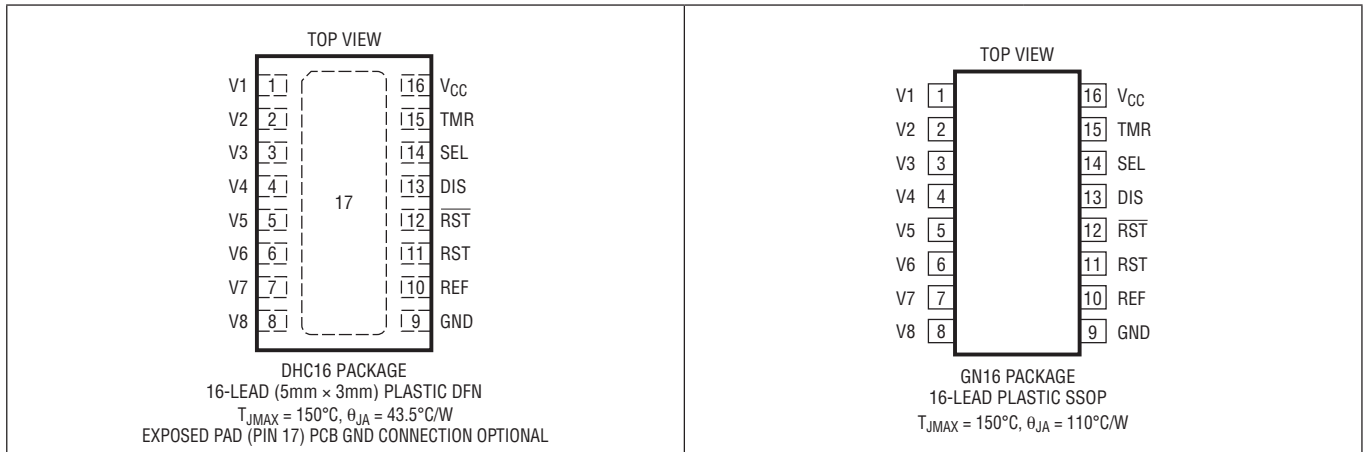 TOP VIEW
V1 1 16 VCC
V2 2 15 TMR
V3 3 14 SEL
V4 4 13 DIS
17
V5 5 12 RST
V6 6 11 RST
V7 7 10 REF
V8 8 9 GND
DHC16 PACKAGE
16-LEAD (5mm × 3mm) PLASTIC DFN
TJMAX = 150°C, θJA = 43.5°C/W
EXPOSED PAD (PIN 17) PCB GND CONNECTION OPTIONAL
TOP VIEW
V1 1 16 VCC
V2 2 15 TMR
V3 3 14 SEL
V4 4 13 DIS
V5 5 12 RST
V6 6 11 RST
V7 7 10 REF
V8 8 9 GND
GN16 PACKAGE
16-LEAD PLASTIC SSOP
TJMAX = 150°C, θJA = 110°C/W